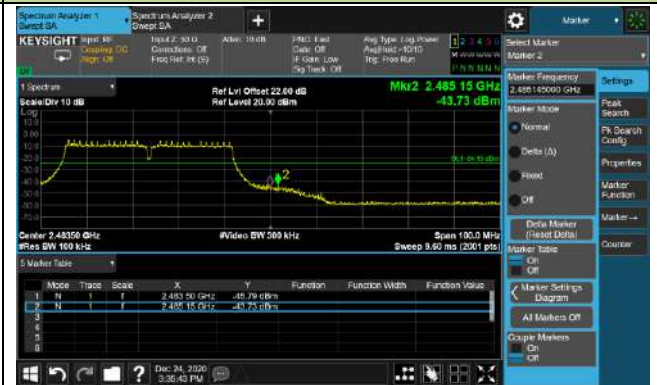 Spectrum Analyzer 1
Swept SA
Spectrum Analyzer 2
Swept SA
+
Marker
KEYSIGHT
Input: RF
Coupling: DC
Align: Off
Input Z: 50 Ω
Corrections: Off
Freq Ref: Int (S)
Atten: 10 dB
PNO: Fast
Gate: Off
IF Gain: Low
Sig Track: Off
Avg Type: Log-Power
Avg|Hold:>10/10
Trig: Free Run
1 2 3 4 5 6
M W W W W W
P N N N N N
Select Marker
Marker 2
Marker Frequency
2.485145000 GHz
Settings
1 Spectrum
Scale/Div 10 dB
Ref Lvl Offset 22.00 dB
Ref Level 20.00 dBm
Mkr2 2.485 15 GHz
-43.73 dBm
Log
Marker Mode
Normal
Delta (Δ)
Fixed
Off
Peak
Search
Pk Search
Config
Properties
Marker
Function
Marker→
Counter
2
Center 2.48350 GHz
#Res BW 100 kHz
#Video BW 300 kHz
Span 100.0 MHz
Sweep 9.60 ms (2001 pts)
Delta Marker
(Reset Delta)
Marker Table
On
Off
5 Marker Table
Mode Trace Scale X Y Function Function Width Function Value
1 N 1 f 2.483 50 GHz -45.79 dBm
2 N 1 f 2.485 15 GHz -43.73 dBm
3
4
5
6
Marker Settings
Diagram
All Markers Off
Couple Markers
On
Off
?
Dec 24, 2020
3:35:43 PM